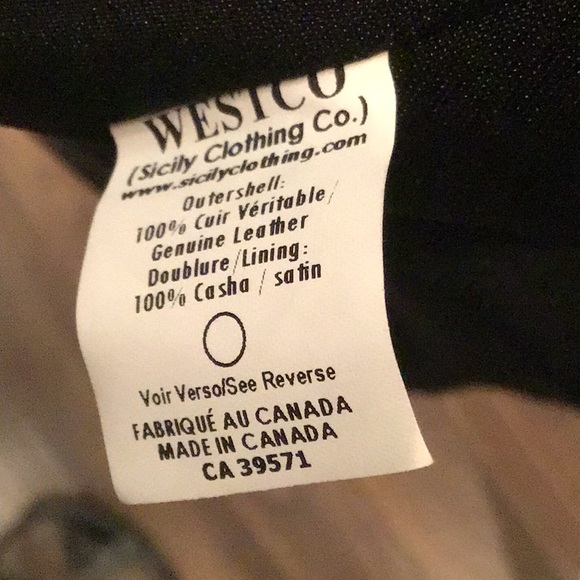 WESTCO
(Sicily Clothing Co.)
www.sicilyclothing.com
Outershell:
100% Cuir Véritable/
Genuine Leather
Doublure/Lining:
100% Casha / satin
Voir Verso/See Reverse
FABRIQUÉ AU CANADA
MADE IN CANADA
CA 39571